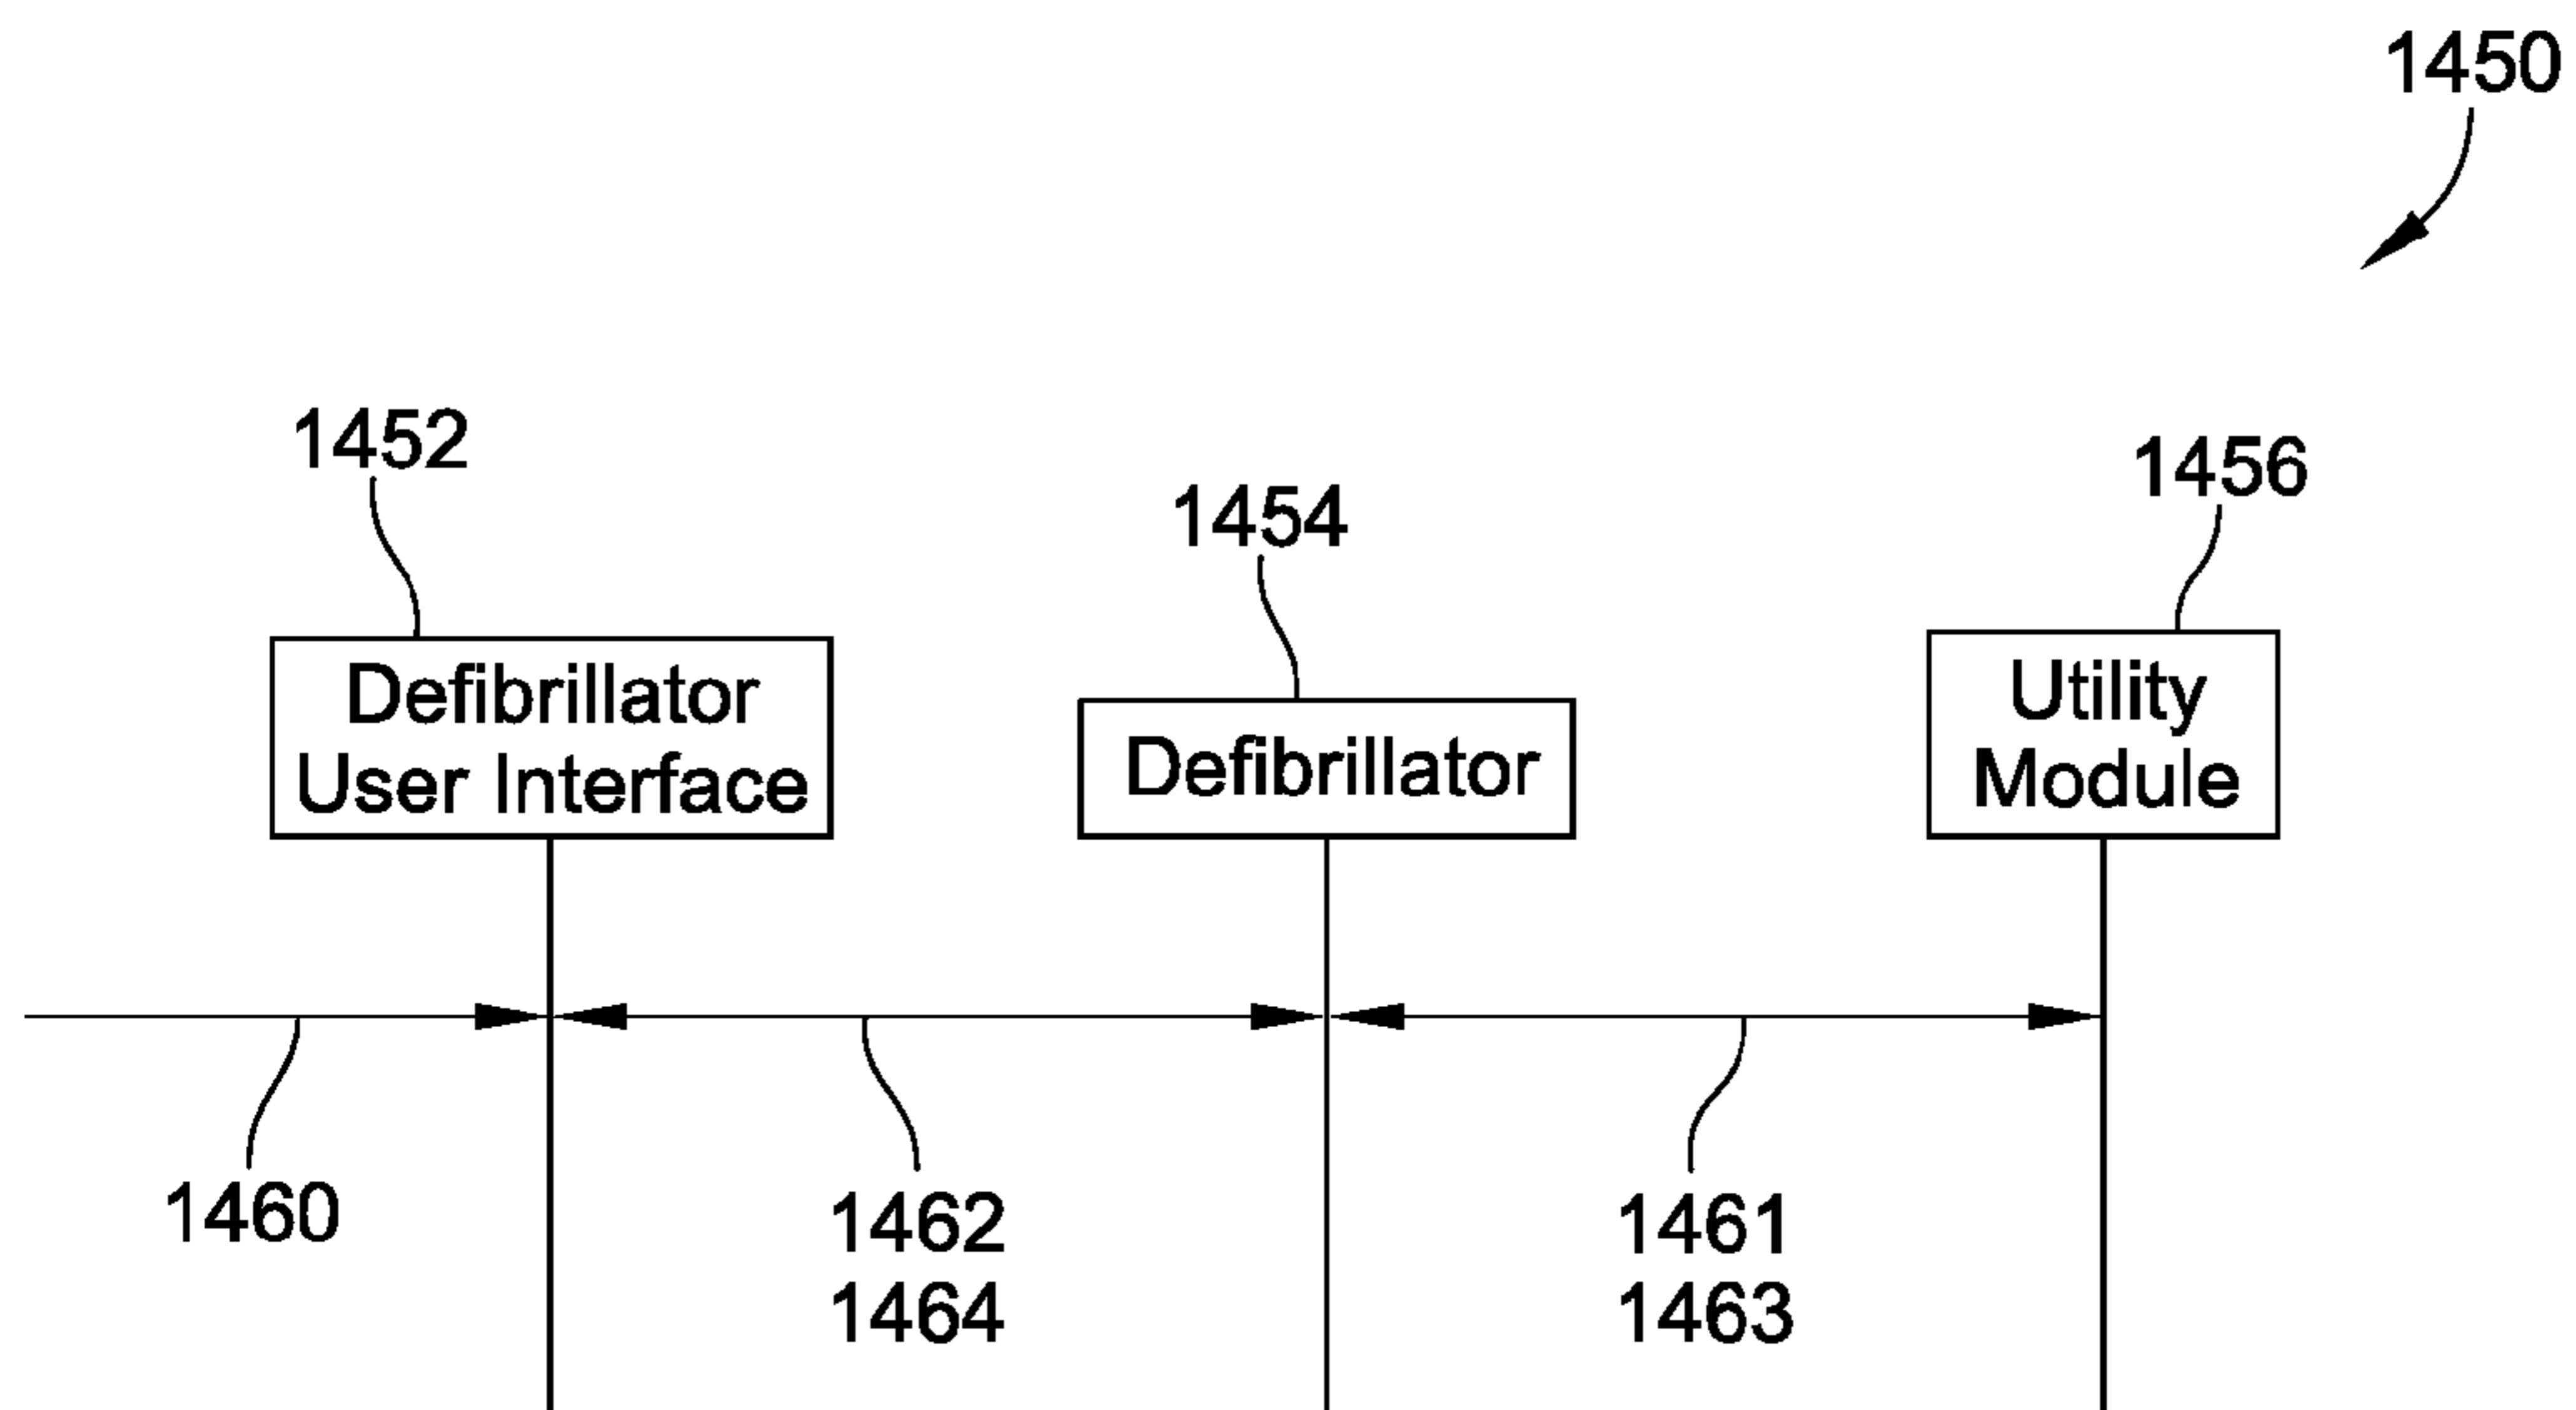 1450
1452
1454
1456
Defibrillator
User Interface
Defibrillator
Utility
Module
1460
1462
1464
1461
1463